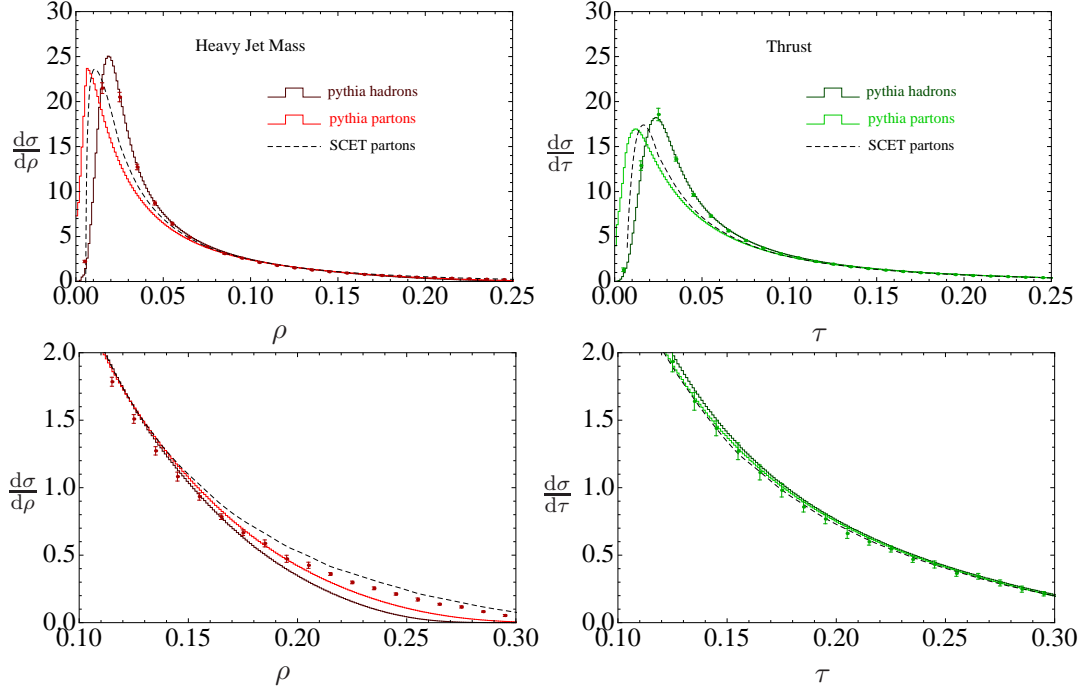 Heavy Jet Mass
pythia hadrons
pythia partons
SCET partons
dσ
dρ
30
25
20
15
10
5
0
0.00 0.05 0.10 0.15 0.20 0.25
ρ
Thrust
pythia hadrons
pythia partons
SCET partons
dσ
dτ
30
25
20
15
10
5
0
0.00 0.05 0.10 0.15 0.20 0.25
τ
2.0
1.5
1.0
0.5
0.0
dσ
dρ
0.10 0.15 0.20 0.25 0.30
ρ
2.0
1.5
1.0
0.5
0.0
dσ
dτ
0.10 0.15 0.20 0.25 0.30
τ